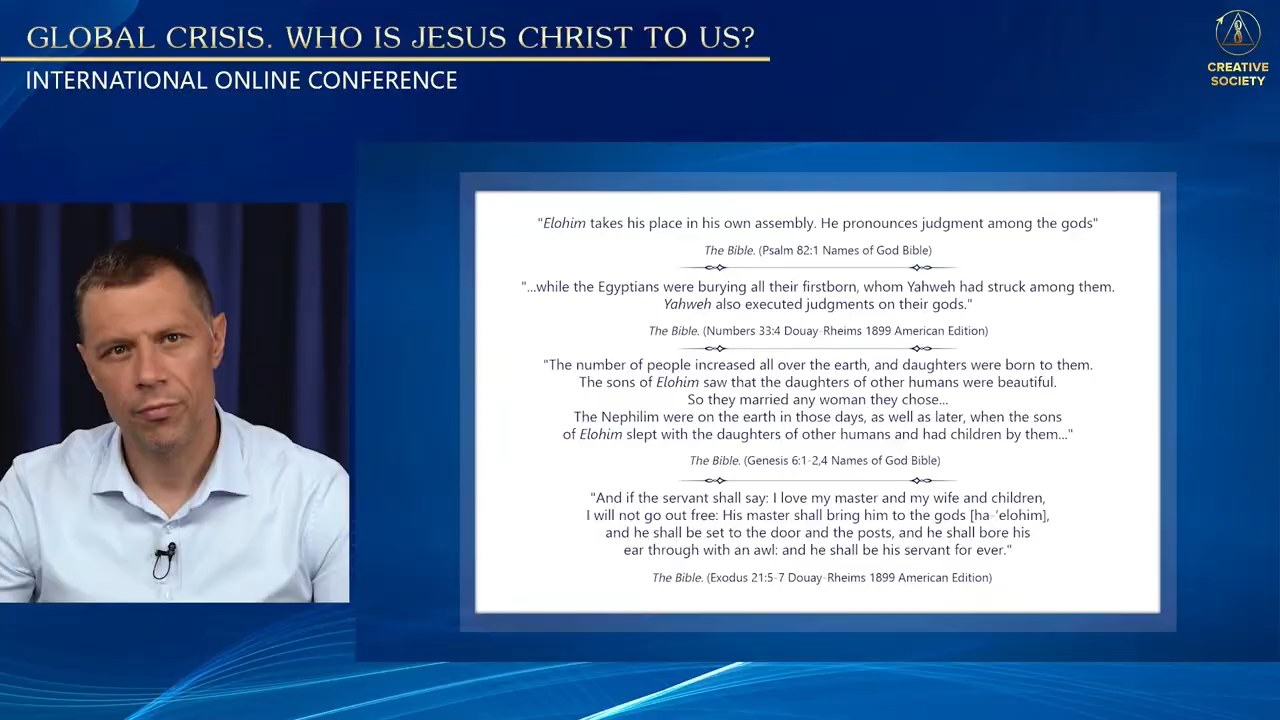 GLOBAL CRISIS. WHO IS JESUS CHRIST TO US?
INTERNATIONAL ONLINE CONFERENCE
CREATIVE
SOCIETY
"Elohim takes his place in his own assembly. He pronounces judgment among the gods"
The Bible. (Psalm 82:1 Names of God Bible)
"...while the Egyptians were burying all their firstborn, whom Yahweh had struck among them.
Yahweh also executed judgments on their gods."
The Bible. (Numbers 33:4 Douay-Rheims 1899 American Edition)
"The number of people increased all over the earth, and daughters were born to them.
The sons of Elohim saw that the daughters of other humans were beautiful.
So they married any woman they chose...
The Nephilim were on the earth in those days, as well as later, when the sons
of Elohim slept with the daughters of other humans and had children by them..."
The Bible. (Genesis 6:1-2,4 Names of God Bible)
"And if the servant shall say: I love my master and my wife and children,
I will not go out free: His master shall bring him to the gods [ha-'elohim],
and he shall be set to the door and the posts, and he shall bore his
ear through with an awl: and he shall be his servant for ever."
The Bible. (Exodus 21:5-7 Douay-Rheims 1899 American Edition)